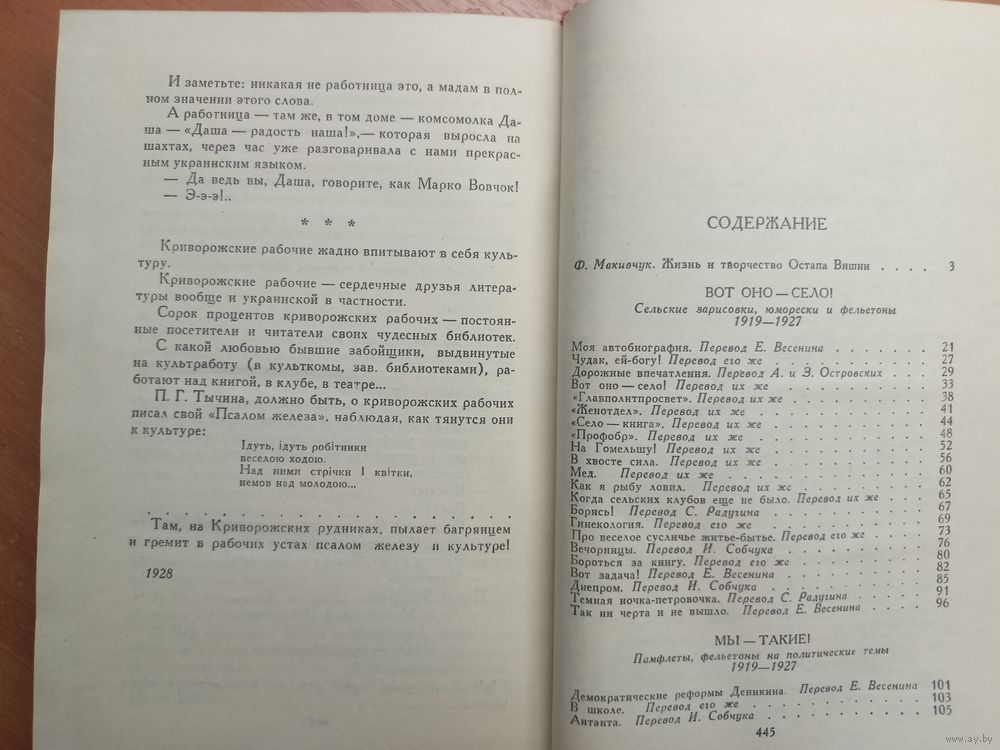 И заметьте: никакая не работница это, а мадам в пол-
ном значении этого слова.
А работница — там же, в том доме — комсомолка Да-
ша — «Даша — радость наша!»,— которая выросла на
шахтах, через час уже разговаривала с нами прекрас-
ным украинским языком.
— Да ведь вы, Даша, говорите, как Марко Вовчок!
— Э-э-э!..
* * *
Криворожские рабочие жадно впитывают в себя куль-
туру.
Криворожские рабочие — сердечные друзья литера-
туры вообще и украинской в частности.
Сорок процентов криворожских рабочих — постоян-
ные посетители и читатели своих чудесных библиотек.
С какой любовью бывшие забойщики, выдвинутые
на культработу (в культкомы, зав. библиотеками), ра-
ботают над книгой, в клубе, в театре...
П. Г. Тычина, должно быть, о криворожских рабочих
писал свой «Псалом железа». наблюдая, как тянутся они
к культуре:
Ідуть, ідуть робітники
веселою ходою.
Над ними стрічки І квітки,
немов над молодою...
. . . . . . . . . . . . . . . . . . . .
Там, на Криворожских рудниках, пылает багрянцем
и гремит в рабочих устах псалом железу и культуре!
1928
СОДЕРЖАНИЕ
Ф. Макивчук. Жизнь и творчество Остапа Вишни . . . . 3
ВОТ ОНО — СЕЛО!
Сельские зарисовки, юморески и фельетоны
1919—1927
Моя автобиография. Перевод Е. Весенина . . . . . . . 21
Чудак, ей-богу! Перевод его же . . . . . . . . . 27
Дорожные впечатления. Перевод А. и З. Островских . . . . 29
Вот оно — село! Перевод их же . . . . . . . . . 33
«Главполитпросвет». Перевод их же . . . . . . . . 38
«Женотдел». Перевод их же . . . . . . . . . . 41
«Село — книга». Перевод их же . . . . . . . . . 44
«Профобр». Перевод их же . . . . . . . . . . 48
На Гомельшу! Перевод их же . . . . . . . . . 52
В хвосте сила. Перевод их же . . . . . . . . . 56
Мед. Перевод их же . . . . . . . . . . . 60
Как я рыбу ловил. Перевод их же . . . . . . . . 62
Когда сельских клубов еще не было. Перевод их же . . . . 65
Борись! Перевод С. Радугина . . . . . . . . . 67
Гинекология. Перевод его же . . . . . . . . . 69
Про веселое сусличье житье-бытье. Перевод его же . . . . 73
Вечорницы. Перевод И. Собчука . . . . . . . . 76
Бороться за книгу. Перевод его же . . . . . . . . 80
Вот задача! Перевод Е. Весенина . . . . . . . . 82
Днепром. Перевод И. Собчука . . . . . . . . . 85
Темная ночка-петровочка. Перевод С. Радугина . . . . . 91
Так ни черта и не вышло. Перевод Е. Весенина . . . . . 96
МЫ — ТАКИЕ!
Памфлеты, фельетоны на политические темы
1919—1927
Демократические реформы Деникина. Перевод Е. Весенина 101
В школе. Перевод его же . . . . . . . . . . 103
Антанта. Перевод И. Собчука . . . . . . . . . 105
445
www.ay.by